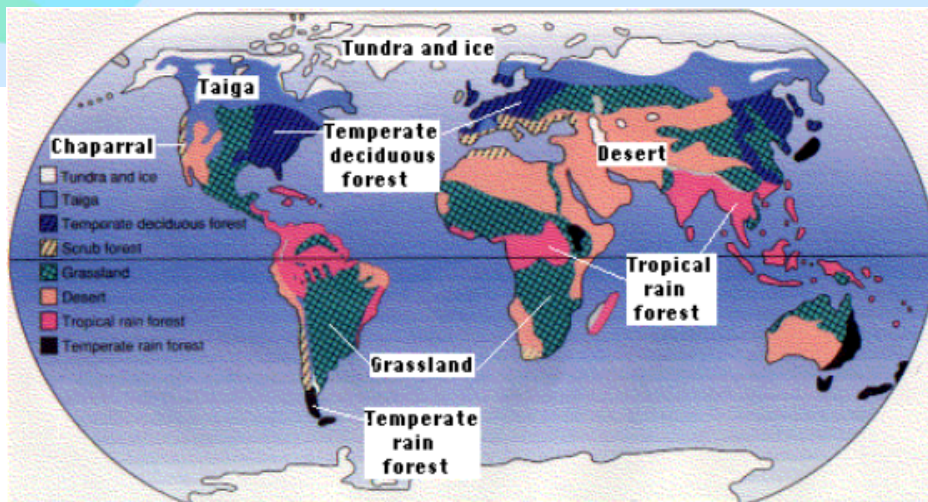 Tundra and ice
Taiga
Chaparral
Temperate
deciduous
forest
Desert
Tundra and ice
Taiga
Temperate deciduous forest
Scrub forest
Grassland
Desert
Tropical rain forest
Temperate rain forest
Tropical
rain
forest
Grassland
Temperate
rain
forest